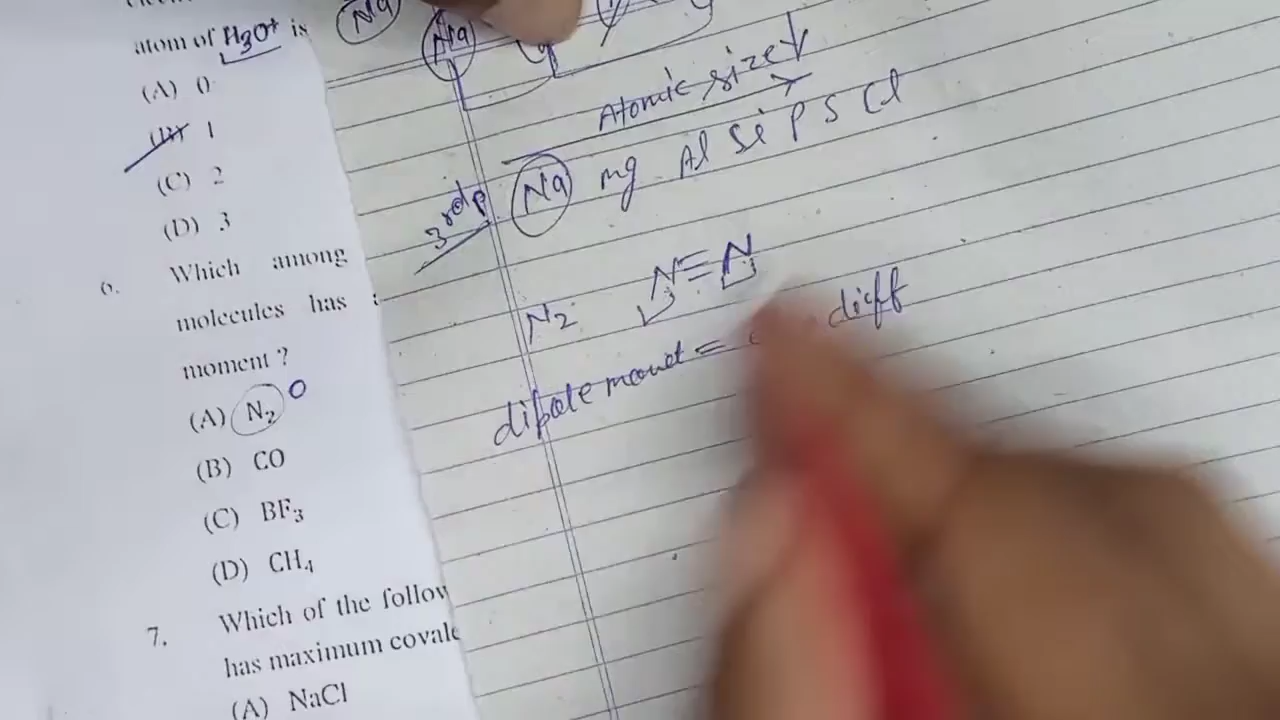 atom of H3O+ is
(A) 0
1
(C) 2
(D) 3
6. Which among
molecules has
moment ?
(A) N2 0
(B) CO
(C) BF3
(D) CH4
7. Which of the follow
has maximum covale
(A) NaCl
Na
Na
Atomic size ↓
3rd p Na mg Al Si P S Cl
N2 N≡N
dipole moment = diff